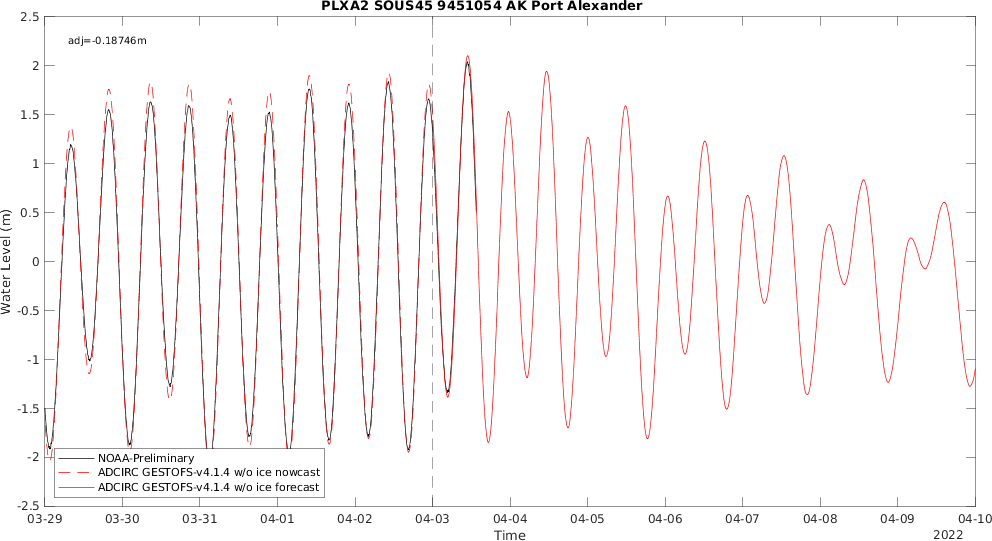 PLXA2 SOUS45 9451054 AK Port Alexander
adj=-0.18746m
2.5
2
1.5
1
0.5
0
-0.5
-1
-1.5
-2
-2.5
Water Level (m)
NOAA-Preliminary
ADCIRC GESTOFS-v4.1.4 w/o ice nowcast
ADCIRC GESTOFS-v4.1.4 w/o ice forecast
03-29 03-30 03-31 04-01 04-02 04-03 04-04 04-05 04-06 04-07 04-08 04-09 04-10
Time
2022